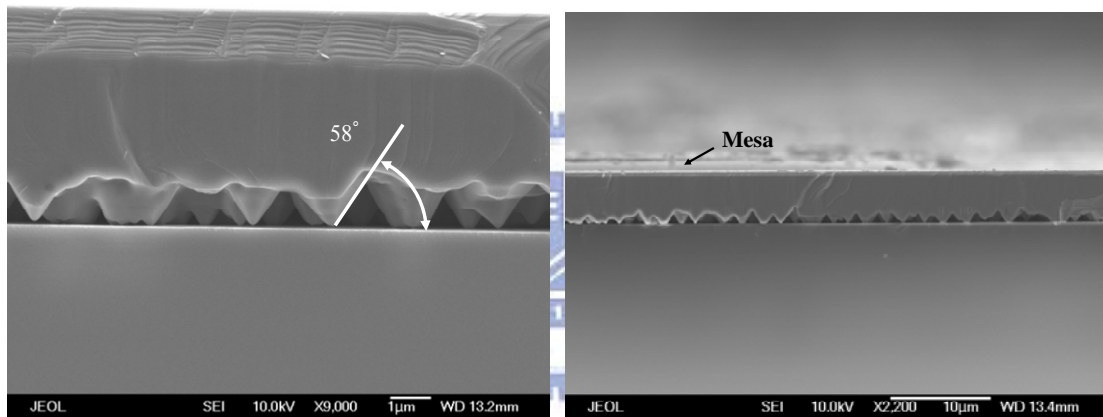 58°
Mesa
JEOL SEI 10.0kV X9,000 1μm WD 13.2mm
JEOL SEI 10.0kV X2,200 10μm WD 13.4mm